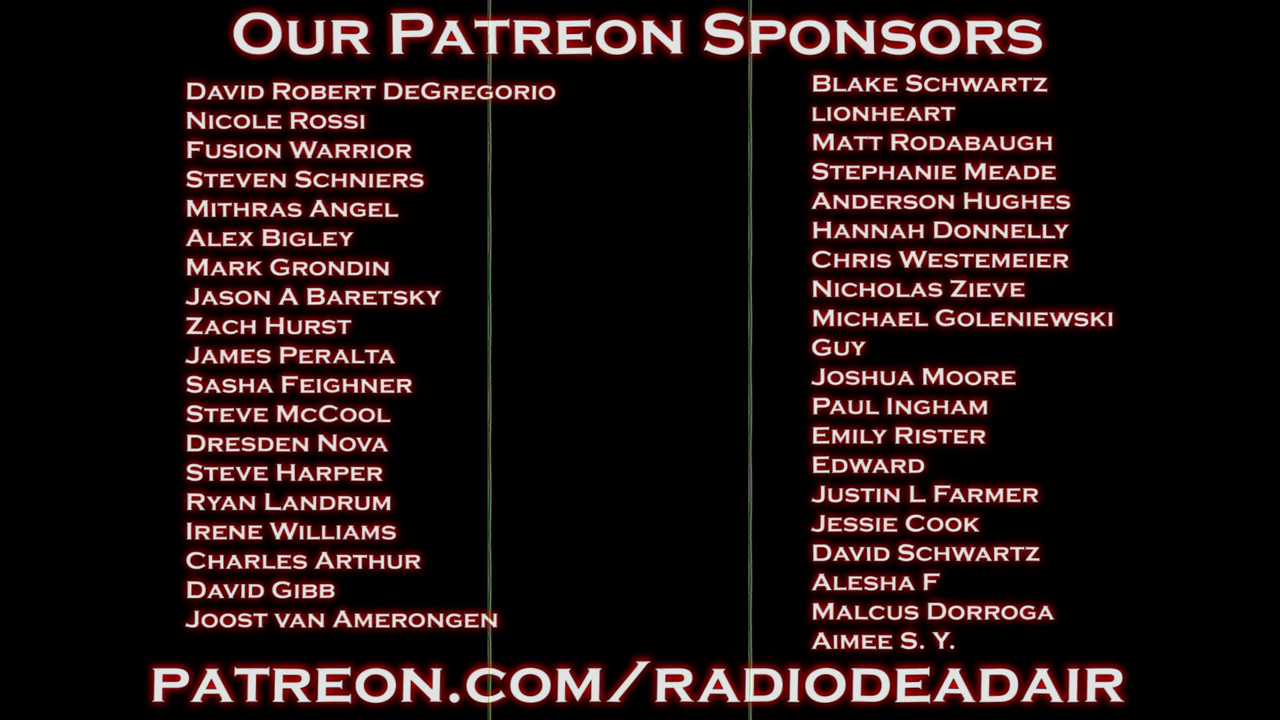 Our Patreon Sponsors
David Robert DeGregorio
Nicole Rossi
Fusion Warrior
Steven Schniers
Mithras Angel
Alex Bigley
Mark Grondin
Jason A Baretsky
Zach Hurst
James Peralta
Sasha Feighner
Steve McCool
Dresden Nova
Steve Harper
Ryan Landrum
Irene Williams
Charles Arthur
David Gibb
Joost van Amerongen
Blake Schwartz
lionheart
Matt Rodabaugh
Stephanie Meade
Anderson Hughes
Hannah Donnelly
Chris Westemeier
Nicholas Zieve
Michael Goleniewski
Guy
Joshua Moore
Paul Ingham
Emily Rister
Edward
Justin L Farmer
Jessie Cook
David Schwartz
Alesha F
Malcus Dorroga
Aimee S. Y.
patreon.com/radiodeadair